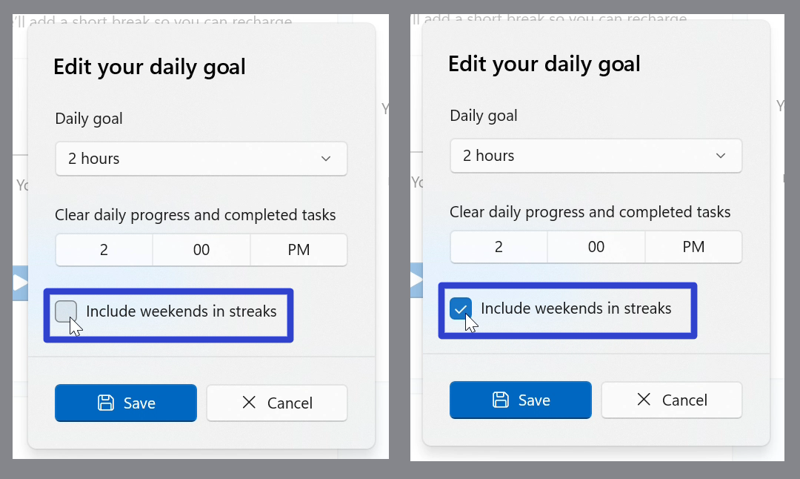 'll add a short break so you can recharge
Edit your daily goal
Daily goal
2 hours
Clear daily progress and completed tasks
2 00 PM
Include weekends in streaks
Save Cancel
Yo
Y
'll add a short break so you can recharge
Edit your daily goal
Daily goal
2 hours
Clear daily progress and completed tasks
2 00 PM
Include weekends in streaks
Save Cancel
Yo
Y